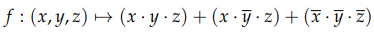 f : (x, y, z) ↦ (x · y · z) + (x · y̅ · z) + (x̅ · y̅ · z̅)